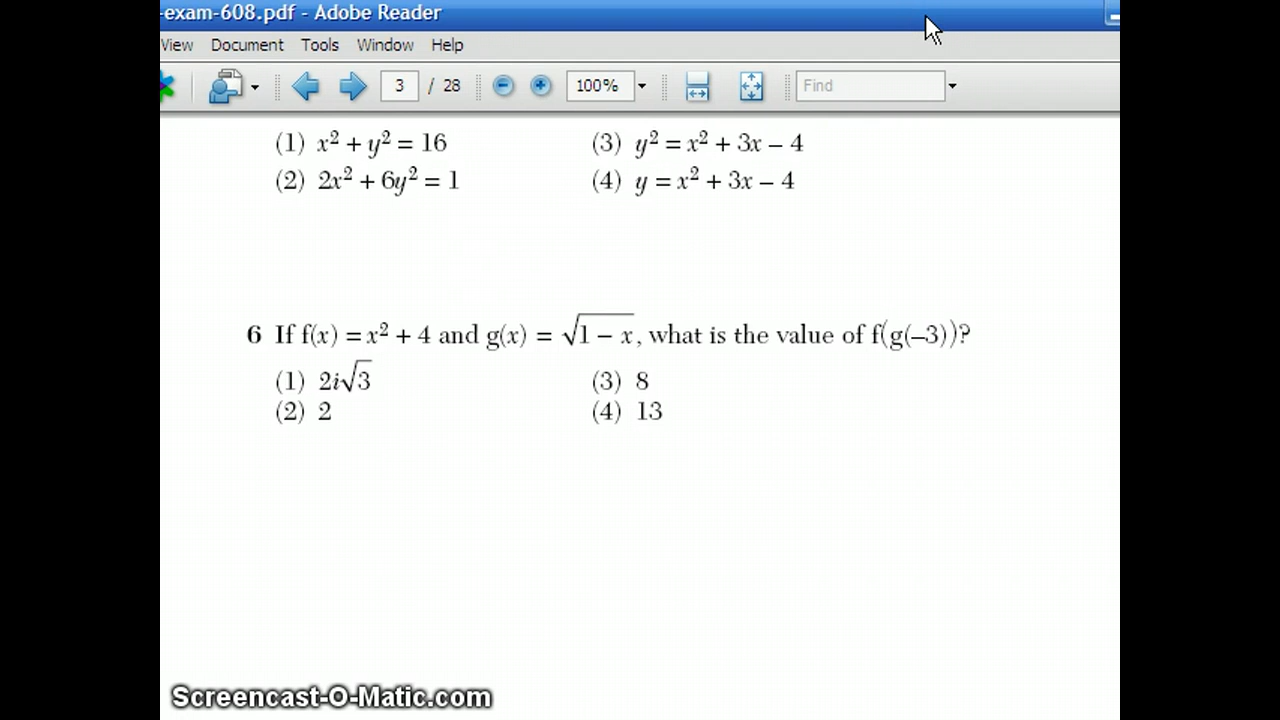 -exam-608.pdf - Adobe Reader
View Document Tools Window Help
3 / 28 100% Find
(1) x² + y² = 16 (3) y² = x² + 3x – 4
(2) 2x² + 6y² = 1 (4) y = x² + 3x – 4
6 If f(x) = x² + 4 and g(x) = √(1 – x), what is the value of f(g(–3))?
(1) 2i√3 (3) 8
(2) 2 (4) 13
Screencast-O-Matic.com